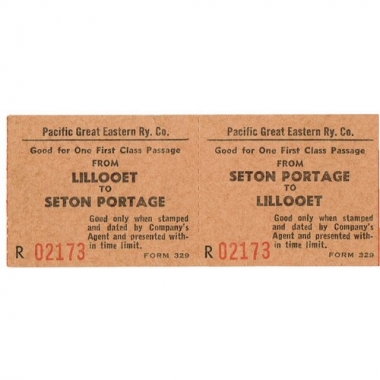 Pacific Great Eastern Ry. Co.
Good for One First Class Passage
FROM
LILLOOET
TO
SETON PORTAGE
Good only when stamped
and dated by Company's
Agent and presented with-
in time limit.
R 02173
FORM 329
Pacific Great Eastern Ry. Co.
Good for One First Class Passage
FROM
SETON PORTAGE
TO
LILLOOET
Good only when stamped
and dated by Company's
Agent and presented with-
in time limit.
R 02173
FORM 329